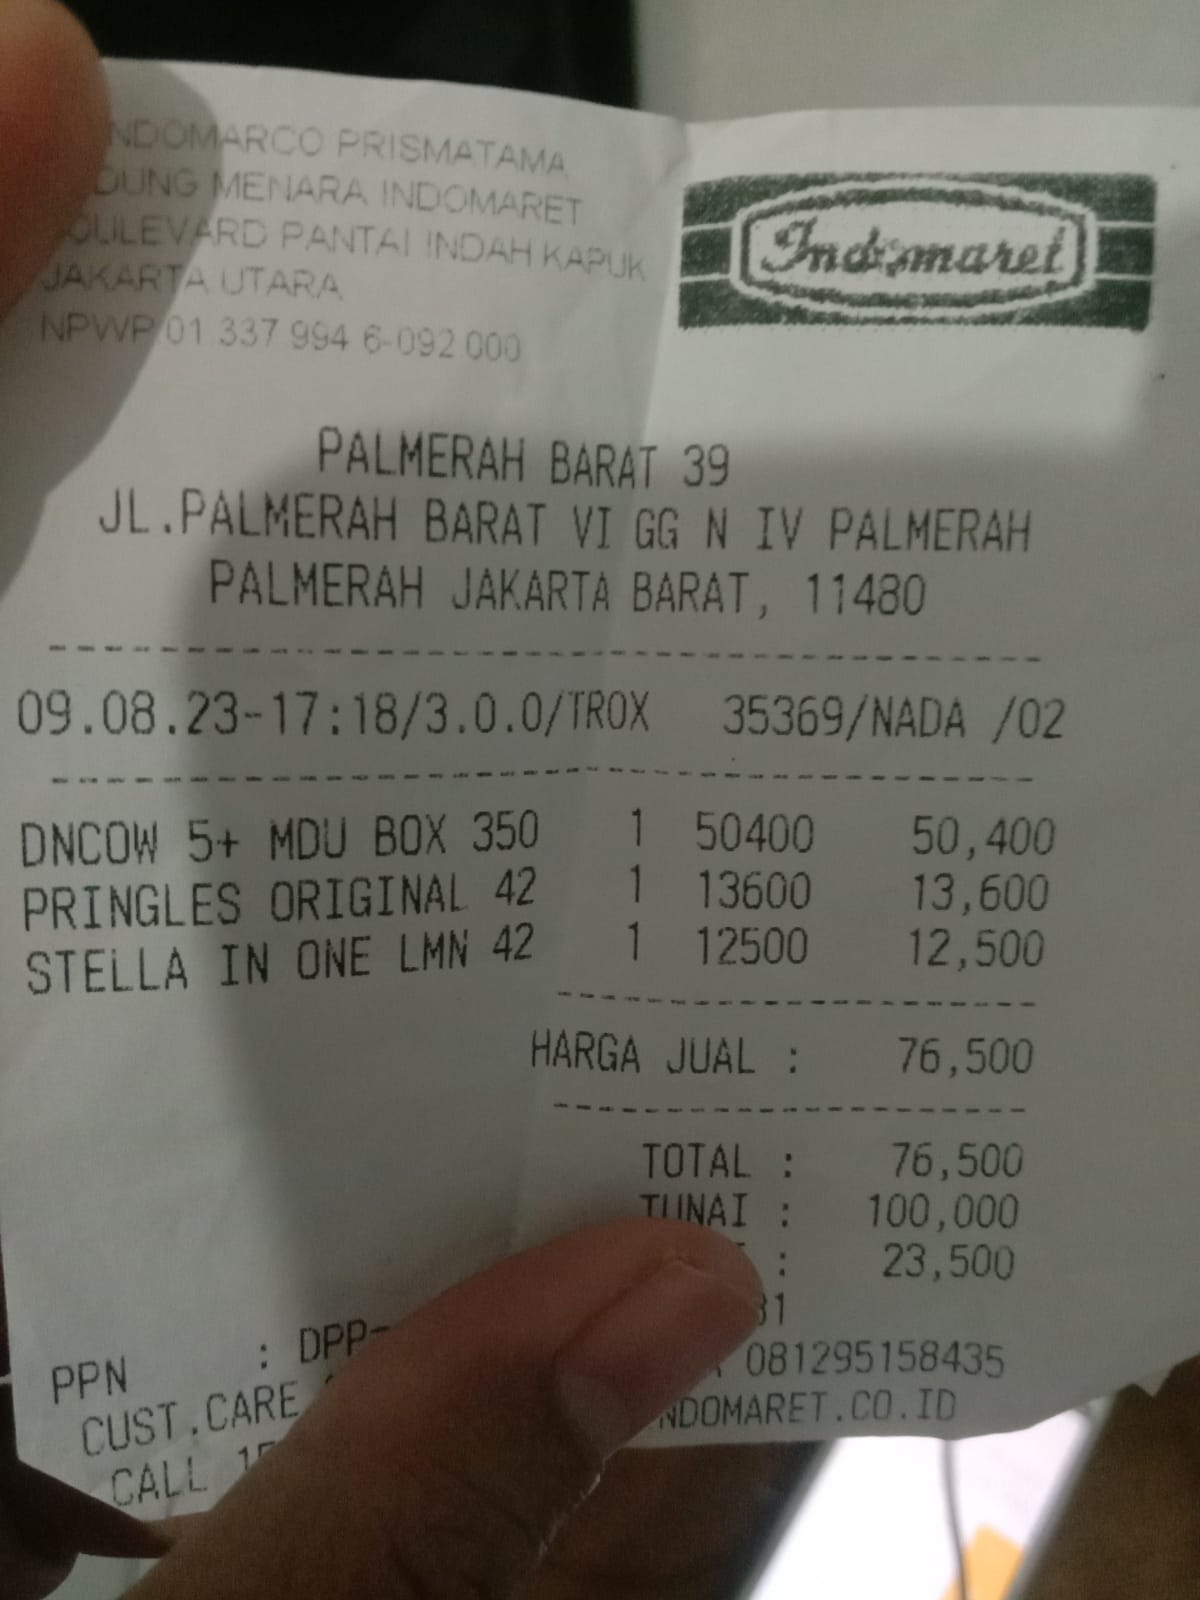 INDOMARCO PRISMATAMA
MENARA INDOMARET
BOULEVARD PANTAI INDAH KAPUK
JAKARTA UTARA
NPWP 01 337 994 6-092 000
Indomaret
PALMERAH BARAT 39
JL.PALMERAH BARAT VI GG N IV PALMERAH
PALMERAH JAKARTA BARAT, 11480
09.08.23-17:18/3.0.0/TROX 35369/NADA /02
DNCOW 5+ MDU BOX 350 1 50400 50,400
PRINGLES ORIGINAL 42 1 13600 13,600
STELLA IN ONE LMN 42 1 12500 12,500
HARGA JUAL : 76,500
TOTAL : 76,500
TUNAI : 100,000
: 23,500
PPN : DPP-
CUST.CARE 081295158435
CALL INDOMARET.CO.ID